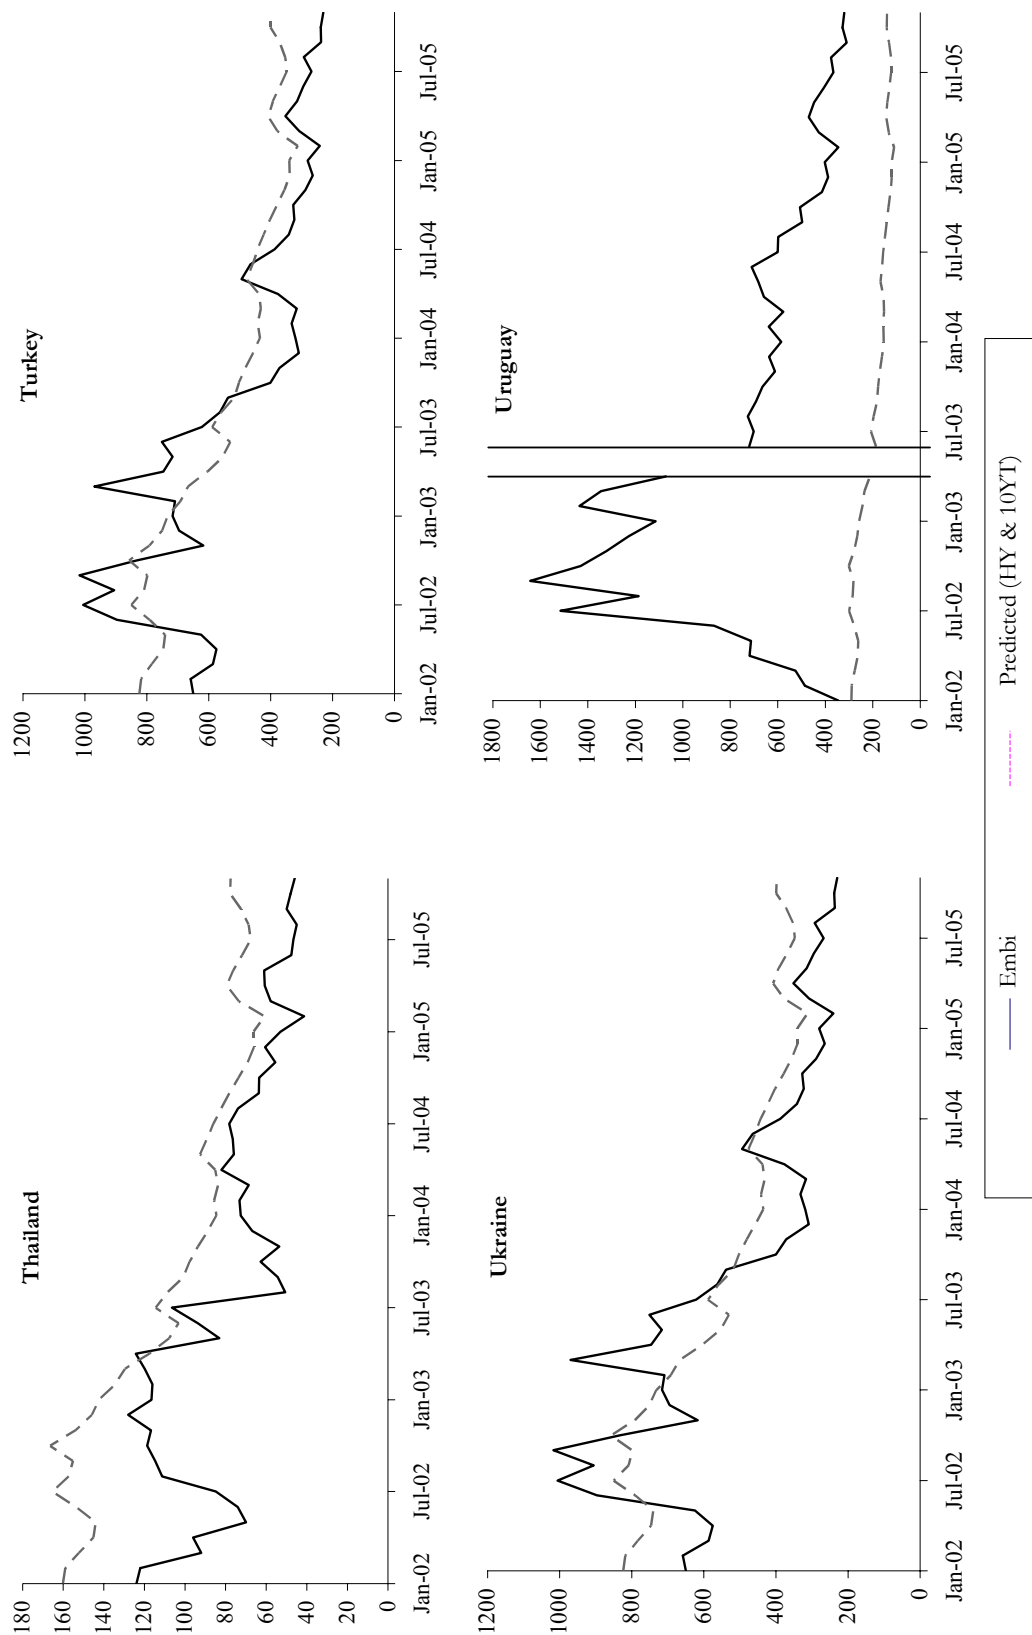 Thailand
180
160
140
120
100
80
60
40
20
0
Jan-02
Jul-02
Jan-03
Jul-03
Jan-04
Jul-04
Jan-05
Jul-05
Turkey
1200
1000
800
600
400
200
0
Jan-02
Jul-02
Jan-03
Jul-03
Jan-04
Jul-04
Jan-05
Jul-05
Ukraine
1200
1000
800
600
400
200
0
Jan-02
Jul-02
Jan-03
Jul-03
Jan-04
Jul-04
Jan-05
Jul-05
Uruguay
1800
1600
1400
1200
1000
800
600
400
200
0
Jan-02
Jul-02
Jan-03
Jul-03
Jan-04
Jul-04
Jan-05
Jul-05
Embi
Predicted (HY & 10YT)